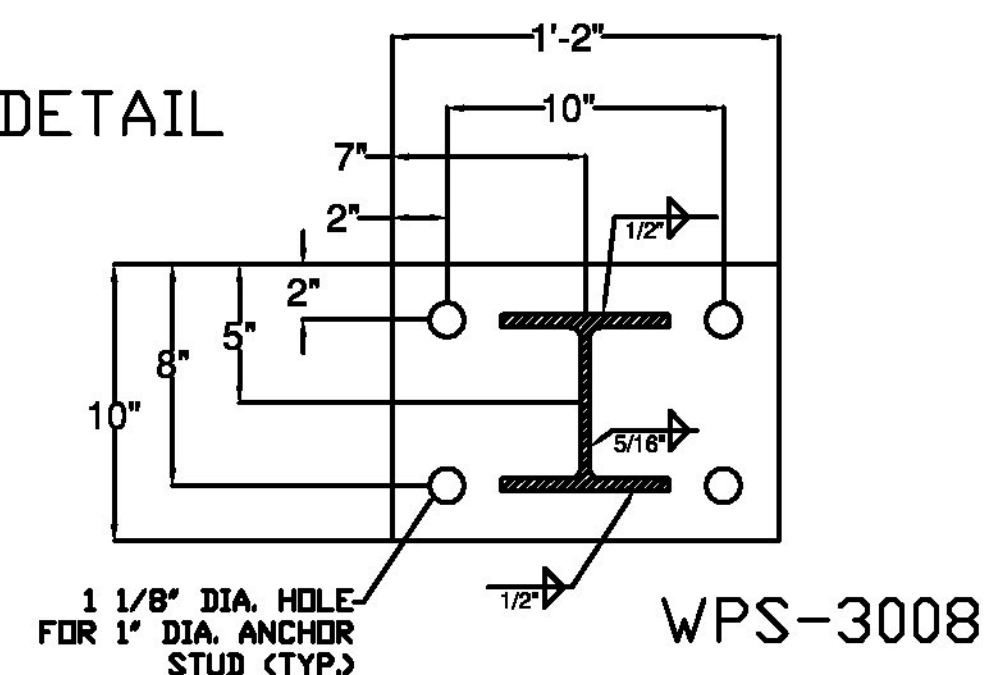 1'-2"
DETAIL
10"
7"
2"
1/2"
2"
5"
8"
10"
5/16"
1/2"
1 1/8" DIA. HOLE
FOR 1" DIA. ANCHOR
STUD (TYP.)
WPS-3008